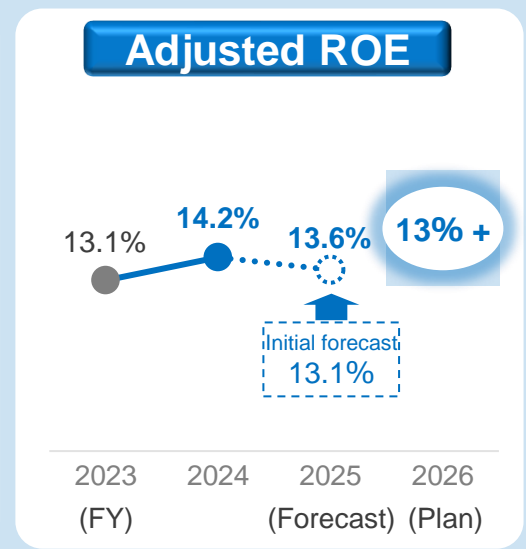 Adjusted ROE
13.1%
14.2%
13.6%
13% +
Initial forecast
13.1%
2023 2024 2025 2026
(FY) (Forecast) (Plan)